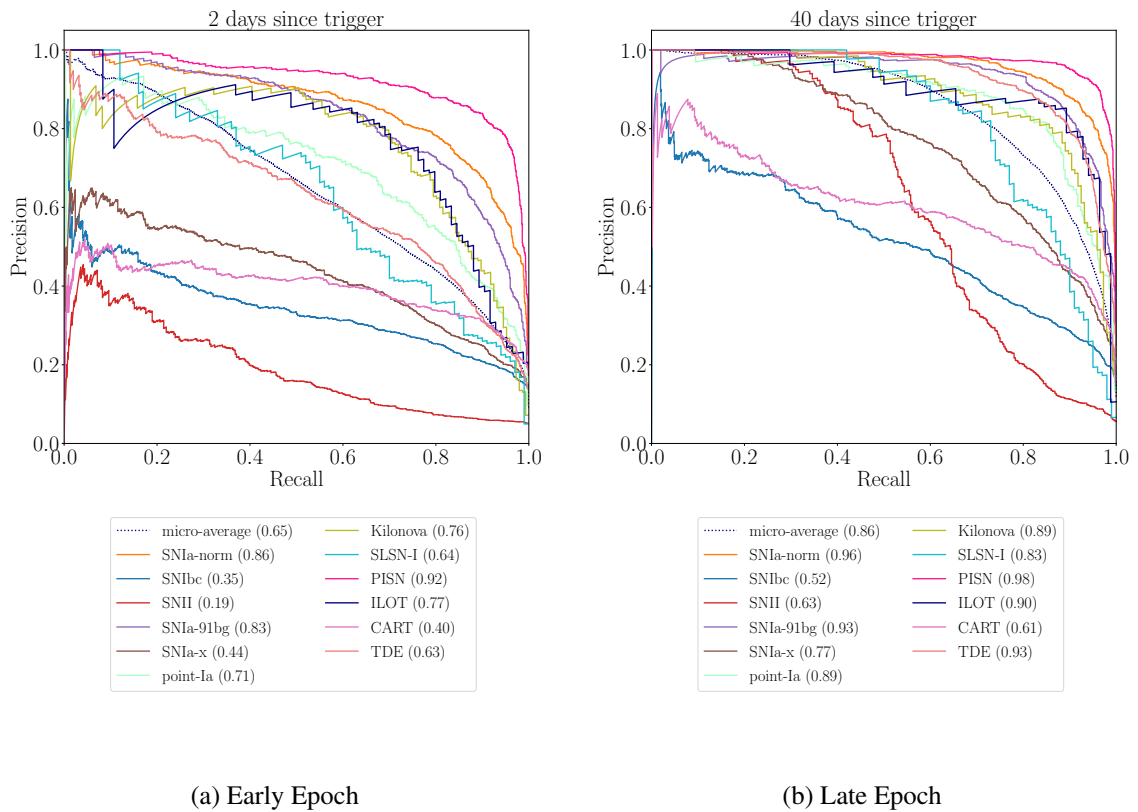 2 days since trigger
1.0
0.8
0.6
0.4
0.2
0.0
Precision
0.0 0.2 0.4 0.6 0.8 1.0
Recall
micro-average (0.65)
SNIa-norm (0.86)
SNIbc (0.35)
SNII (0.19)
SNIa-91bg (0.83)
SNIa-x (0.44)
point-Ia (0.71)
Kilonova (0.76)
SLSN-I (0.64)
PISN (0.92)
ILOT (0.77)
CART (0.40)
TDE (0.63)
(a) Early Epoch
40 days since trigger
1.0
0.8
0.6
0.4
0.2
0.0
Precision
0.0 0.2 0.4 0.6 0.8 1.0
Recall
micro-average (0.86)
SNIa-norm (0.96)
SNIbc (0.52)
SNII (0.63)
SNIa-91bg (0.93)
SNIa-x (0.77)
point-Ia (0.89)
Kilonova (0.89)
SLSN-I (0.83)
PISN (0.98)
ILOT (0.90)
CART (0.61)
TDE (0.93)
(b) Late Epoch